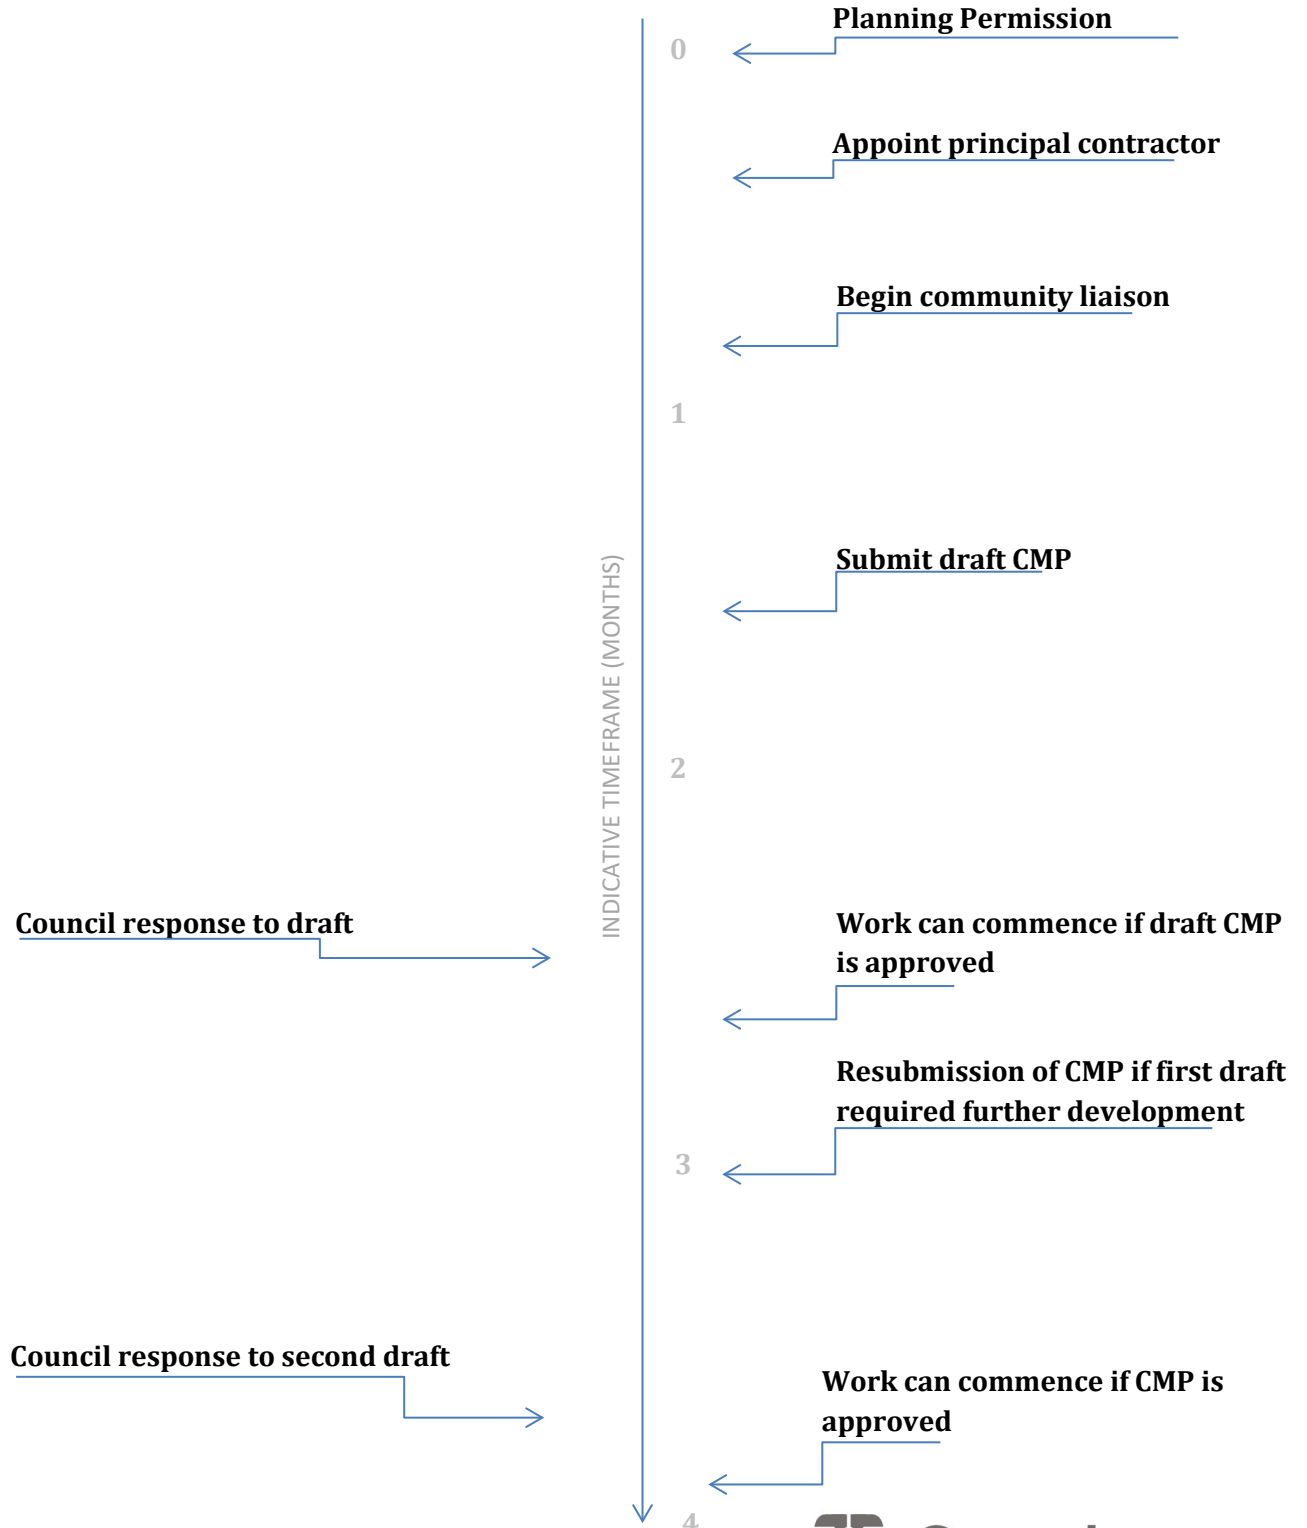 Planning Permission
0
Appoint principal contractor
Begin community liaison
1
Submit draft CMP
INDICATIVE TIMEFRAME (MONTHS)
2
Council response to draft
Work can commence if draft CMP
is approved
Resubmission of CMP if first draft
required further development
3
Council response to second draft
Work can commence if CMP is
approved
4